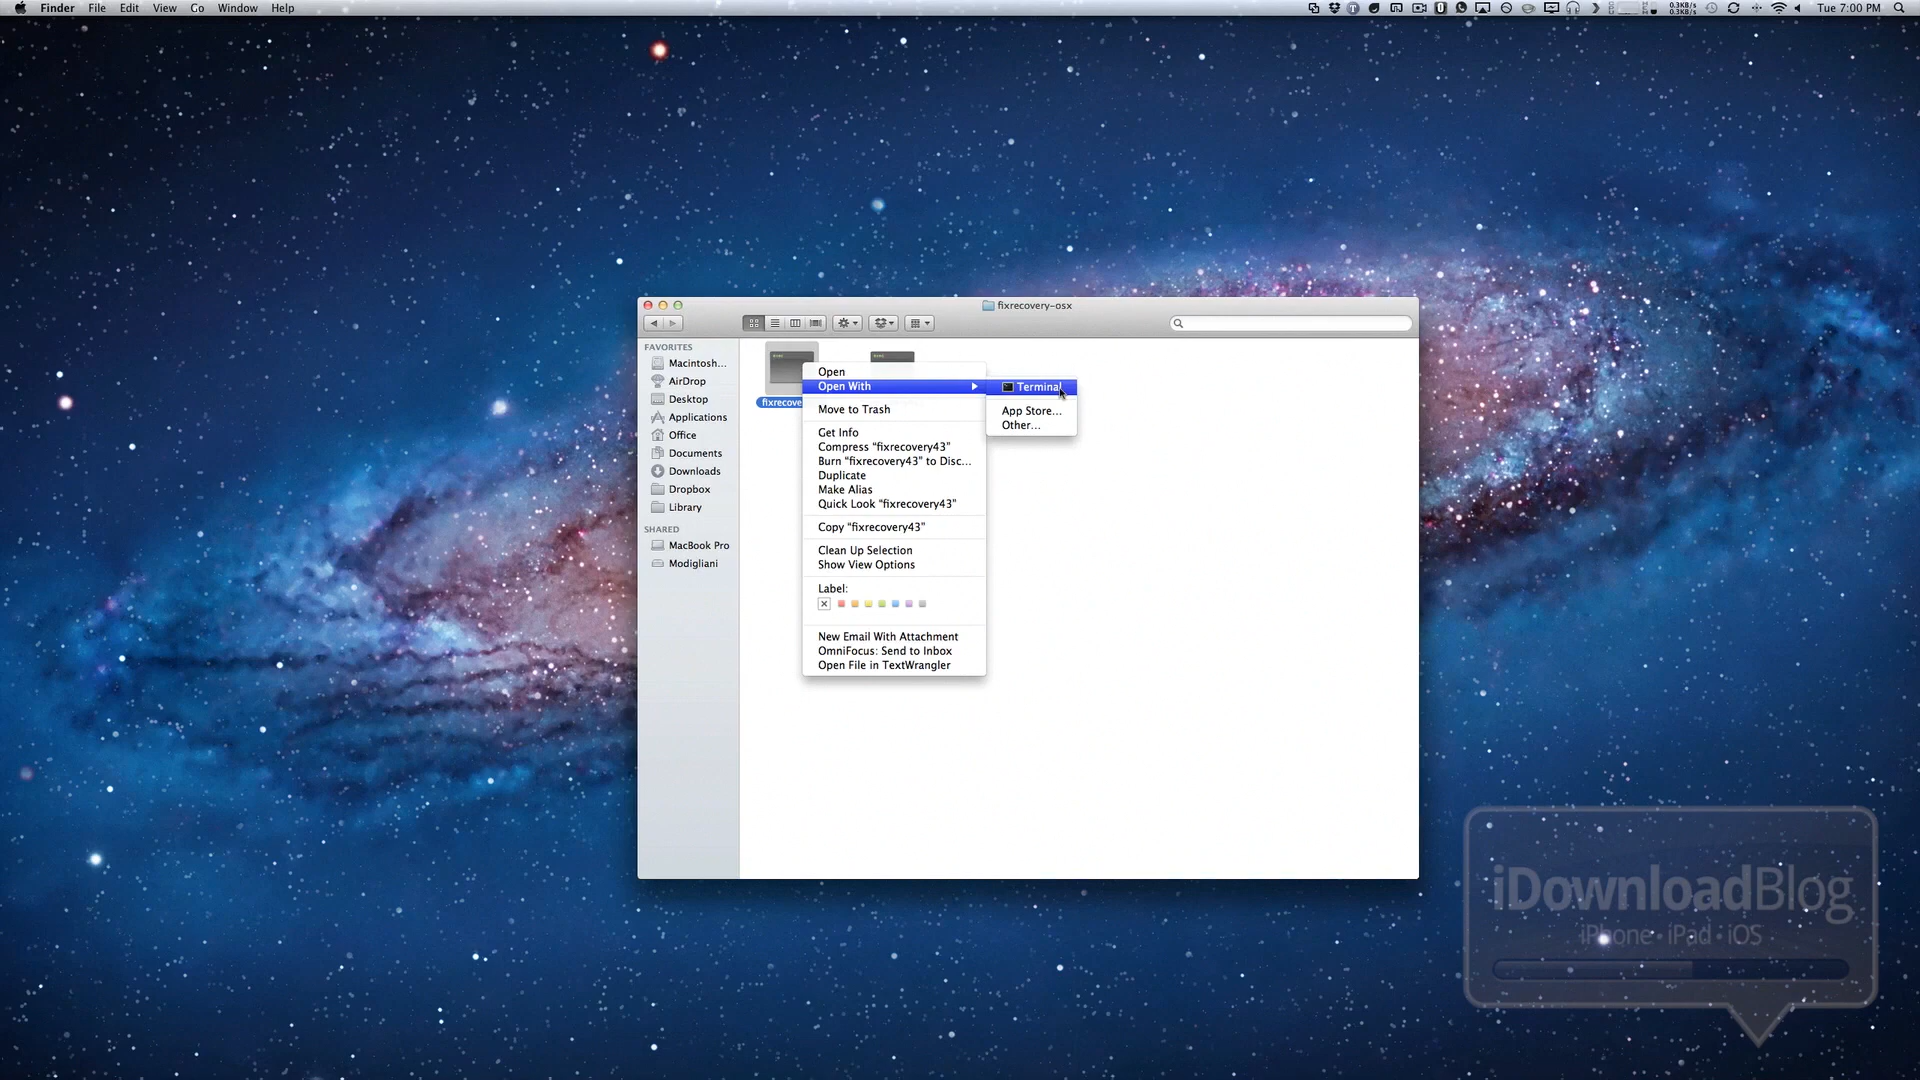 Finder File Edit View Go Window Help
0.3KB/s
0.3KB/s
Tue 7:00 PM
fixrecovery-osx
FAVORITES
Macintosh...
AirDrop
Desktop
Applications
Office
Documents
Downloads
Dropbox
Library
SHARED
MacBook Pro
Modigliani
fixrecove
Open
Open With
Move to Trash
Get Info
Compress “fixrecovery43”
Burn “fixrecovery43” to Disc...
Duplicate
Make Alias
Quick Look “fixrecovery43”
Copy “fixrecovery43”
Clean Up Selection
Show View Options
Label:
New Email With Attachment
OmniFocus: Send to Inbox
Open File in TextWrangler
Terminal
App Store...
Other...
iDownloadBlog
iPhone • iPad • iOS